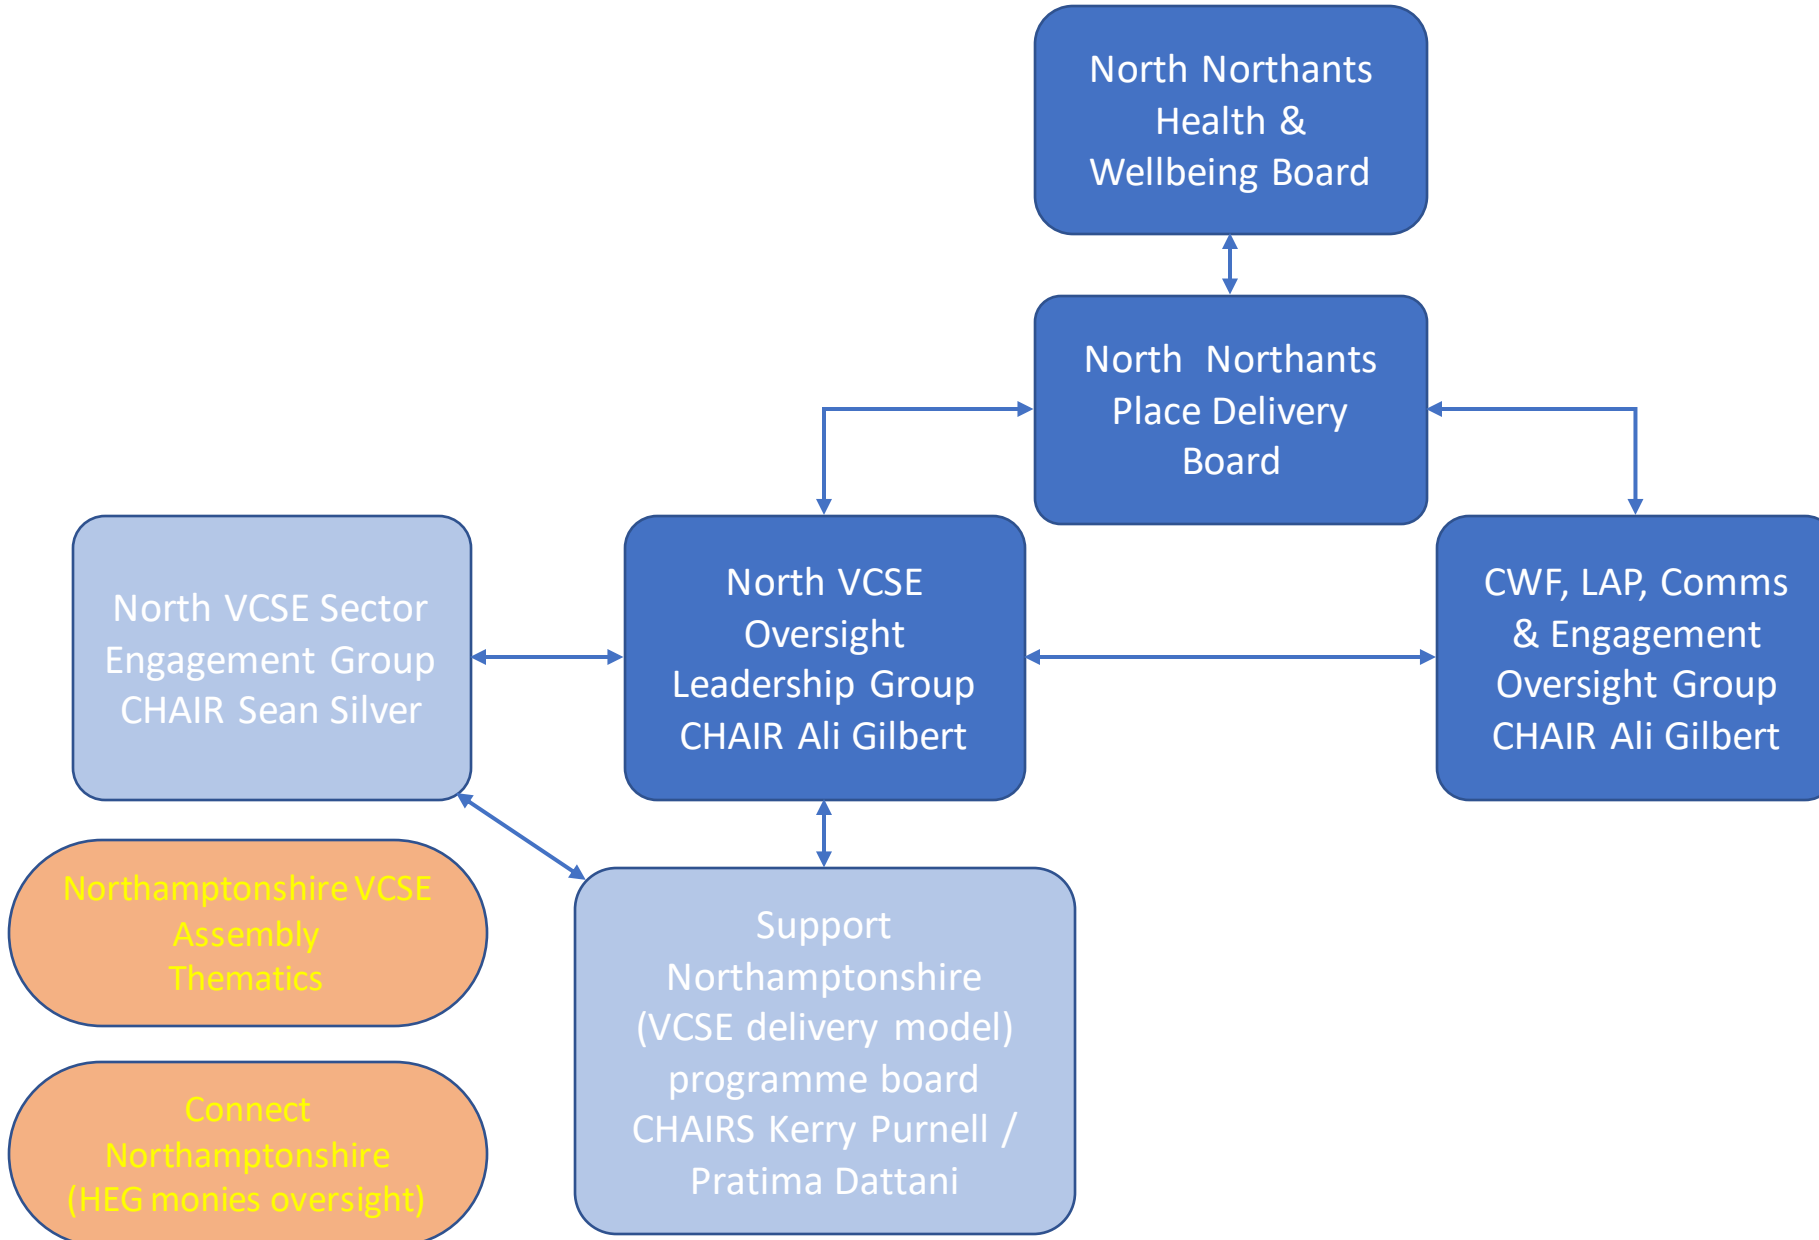 North Northants
Health &
Wellbeing Board
North Northants
Place Delivery
Board
North VCSE Sector
Engagement Group
CHAIR Sean Silver
North VCSE
Oversight
Leadership Group
CHAIR Ali Gilbert
CWF, LAP, Comms
& Engagement
Oversight Group
CHAIR Ali Gilbert
Northamptonshire VCSE
Assembly
Thematics
Support
Northamptonshire
(VCSE delivery model)
programme board
CHAIRS Kerry Purnell /
Pratima Dattani
Connect
Northamptonshire
(HEG monies oversight)